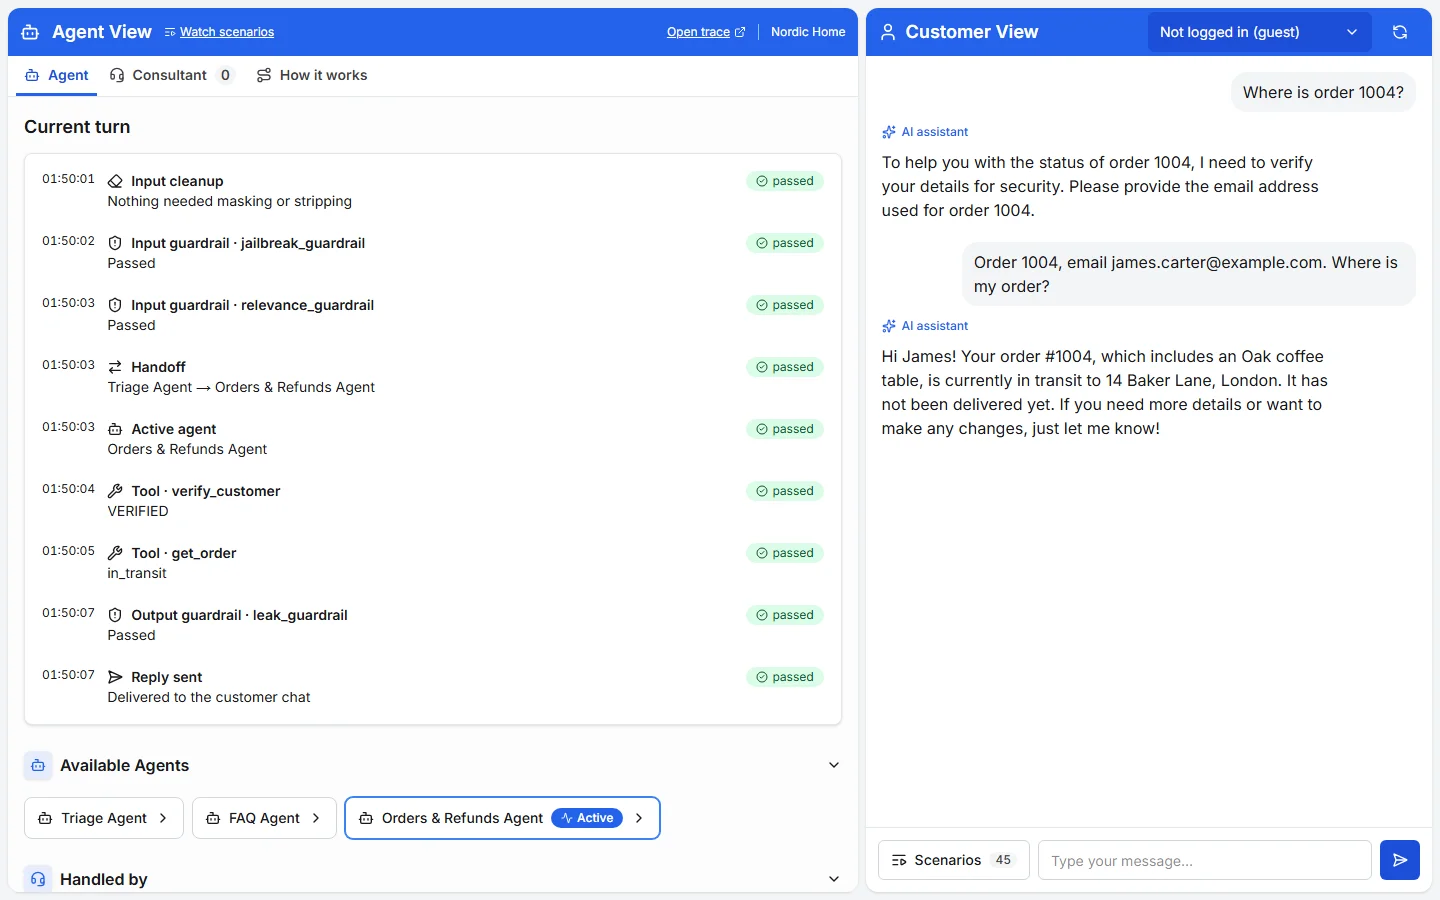 Agent View
Watch scenarios
Open trace
Nordic Home
Agent
Consultant 0
How it works
Current turn
01:50:01 Input cleanup passed
Nothing needed masking or stripping
01:50:02 Input guardrail · jailbreak_guardrail passed
Passed
01:50:03 Input guardrail · relevance_guardrail passed
Passed
01:50:03 Handoff passed
Triage Agent → Orders & Refunds Agent
01:50:03 Active agent passed
Orders & Refunds Agent
01:50:04 Tool · verify_customer passed
VERIFIED
01:50:05 Tool · get_order passed
in_transit
01:50:07 Output guardrail · leak_guardrail passed
Passed
01:50:07 Reply sent passed
Delivered to the customer chat
Available Agents
Triage Agent
FAQ Agent
Orders & Refunds Agent Active
Handled by
Customer View
Not logged in (guest)
Where is order 1004?
AI assistant
To help you with the status of order 1004, I need to verify
your details for security. Please provide the email address
used for order 1004.
Order 1004, email james.carter@example.com. Where is
my order?
AI assistant
Hi James! Your order #1004, which includes an Oak coffee
table, is currently in transit to 14 Baker Lane, London. It has
not been delivered yet. If you need more details or want to
make any changes, just let me know!
Scenarios 45
Type your message...